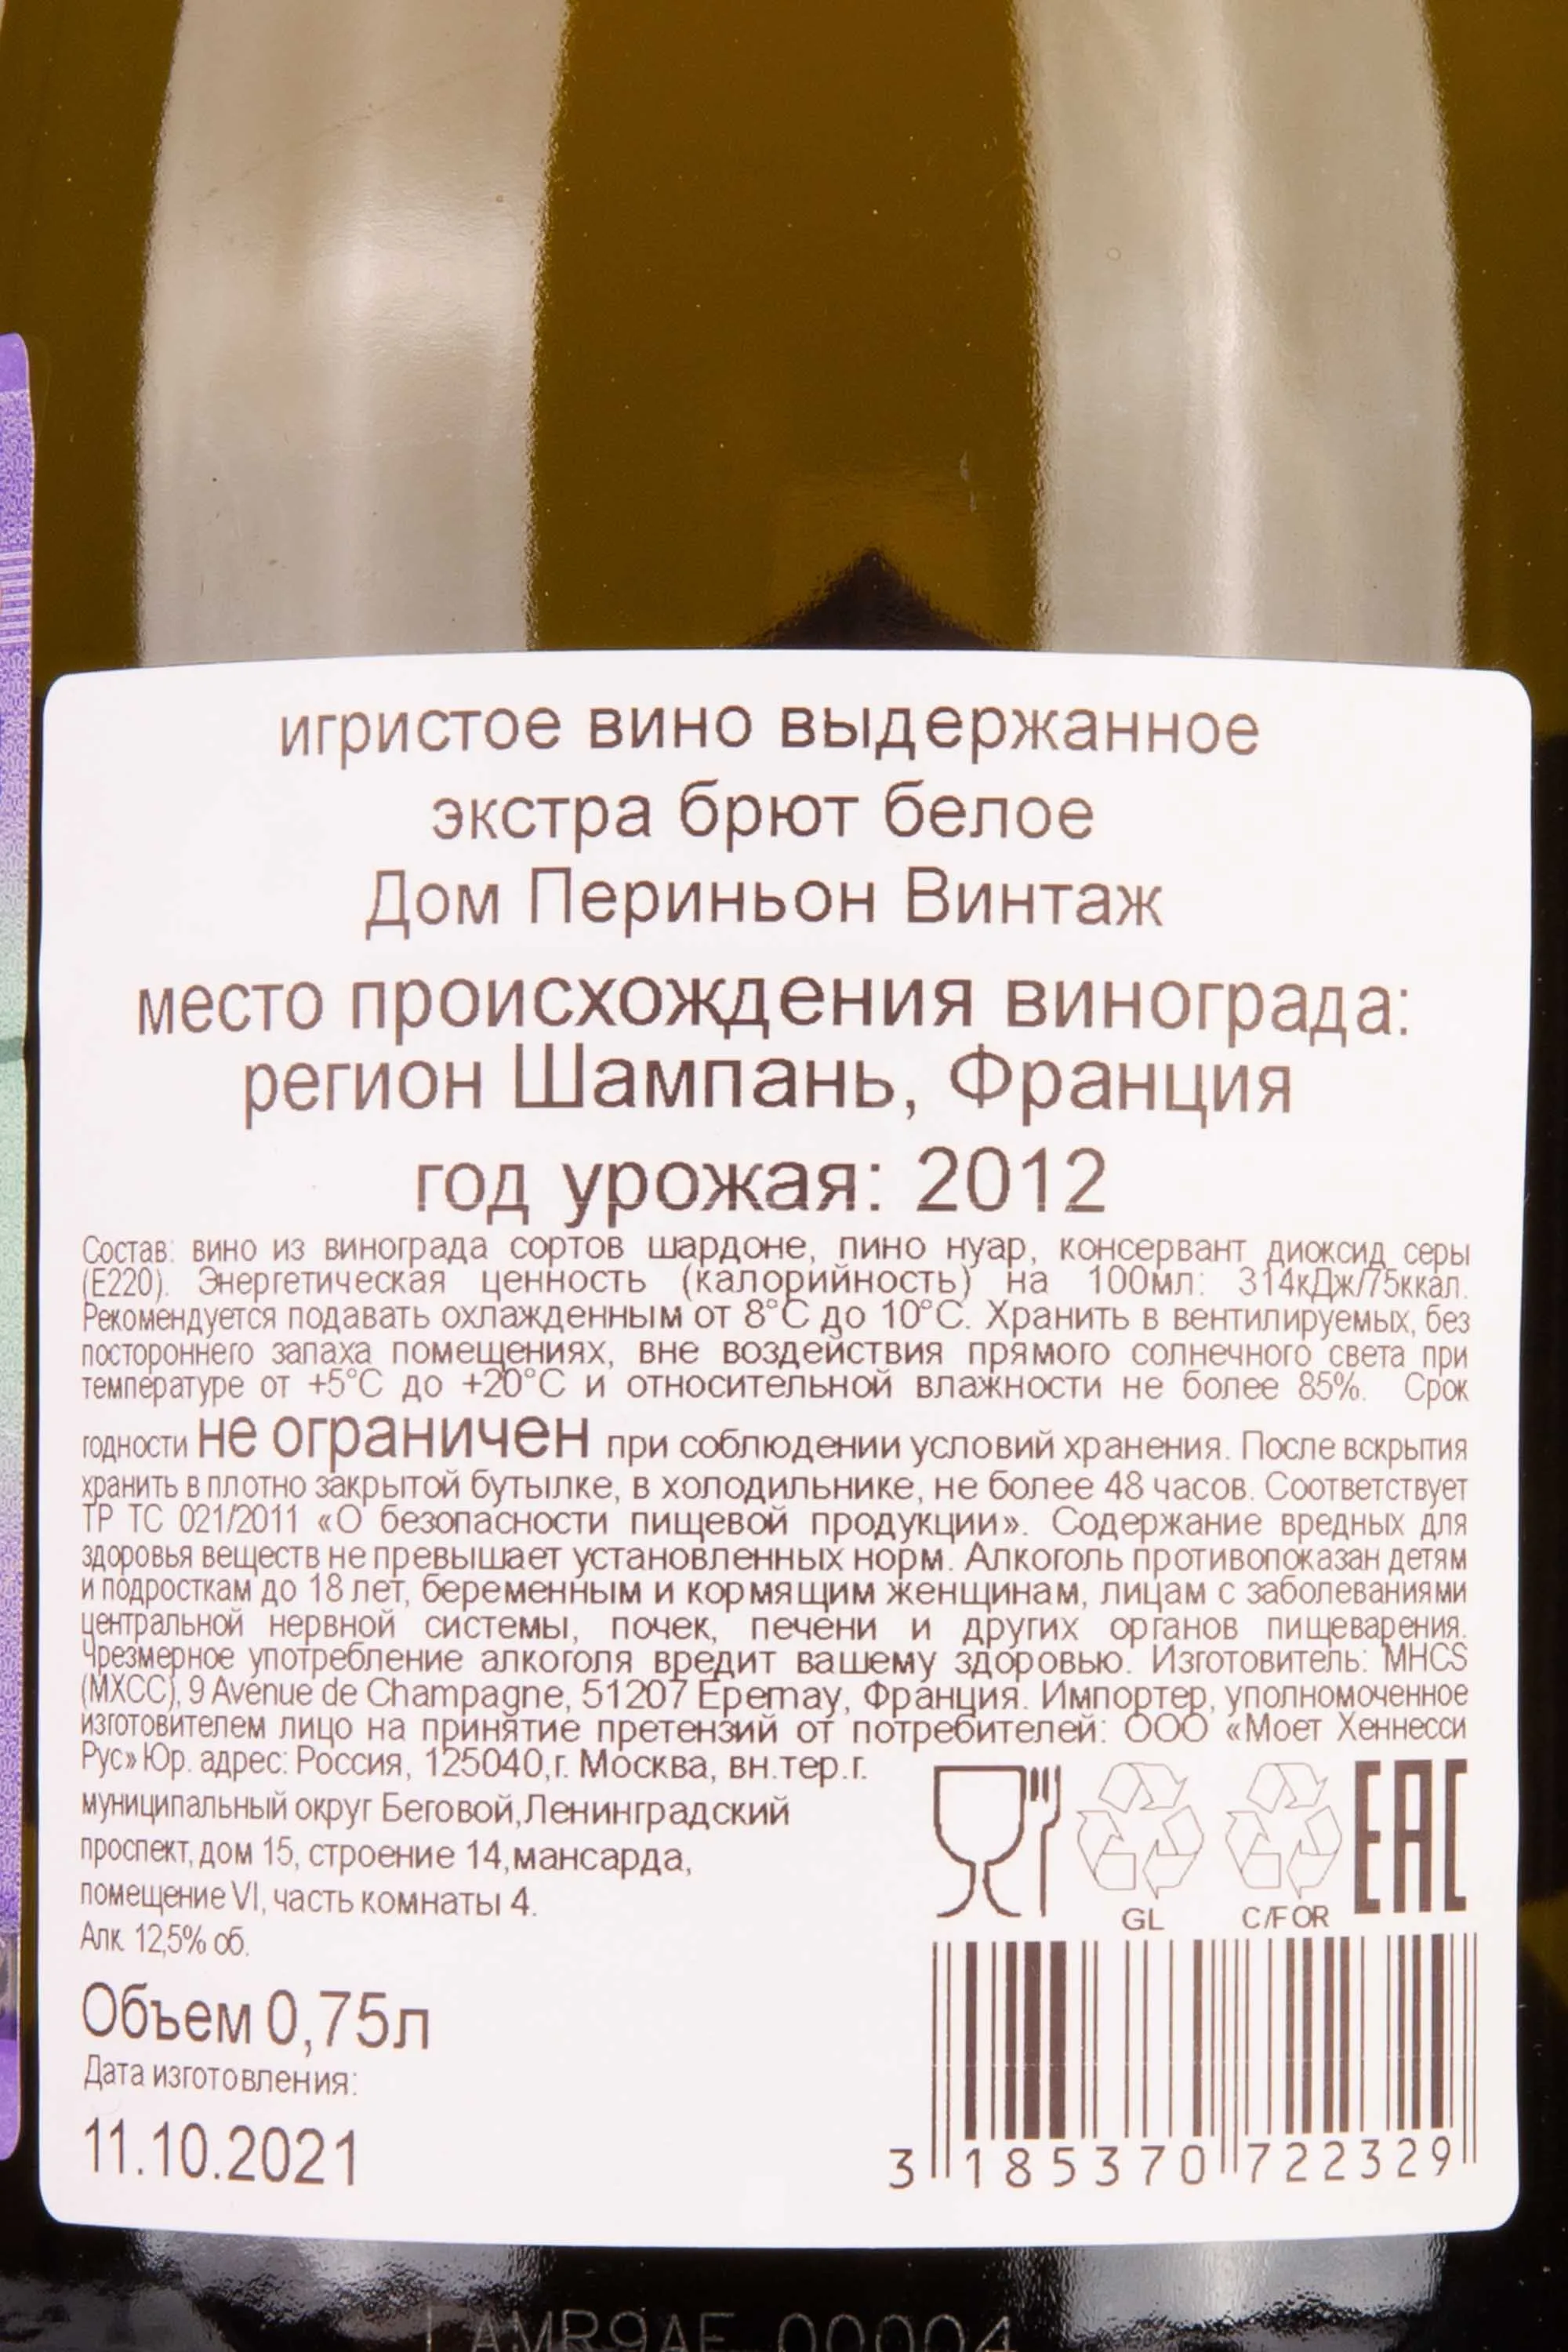 игристое вино выдержанное
экстра брют белое
Дом Периньон Винтаж
место происхождения винограда:
регион Шампань, Франция
год урожая: 2012
Состав: вино из винограда сортов шардоне, пино нуар, консервант диоксид серы
(Е220). Энергетическая ценность (калорийность) на 100мл: 314кДж/75ккал.
Рекомендуется подавать охлажденным от 8°С до 10°С. Хранить в вентилируемых, без
постороннего запаха помещениях, вне воздействия прямого солнечного света при
температуре от +5°С до +20°С и относительной влажности не более 85%. Срок
годности не ограничен при соблюдении условий хранения. После вскрытия
хранить в плотно закрытой бутылке, в холодильнике, не более 48 часов. Соответствует
ТР ТС 021/2011 «О безопасности пищевой продукции». Содержание вредных для
здоровья веществ не превышает установленных норм. Алкоголь противопоказан детям
и подросткам до 18 лет, беременным и кормящим женщинам, лицам с заболеваниями
центральной нервной системы, почек, печени и других органов пищеварения.
Чрезмерное употребление алкоголя вредит вашему здоровью. Изготовитель: MHCS
(МХСС), 9 Avenue de Champagne, 51207 Epernay, Франция. Импортер, уполномоченное
изготовителем лицо на принятие претензий от потребителей: ООО «Моет Хеннесси
Рус» Юр. адрес: Россия, 125040,г. Москва, вн.тер.г.
муниципальный округ Беговой,Ленинградский
проспект, дом 15, строение 14,мансарда,
помещение VI, часть комнаты 4.
Алк. 12,5% об.
Объем 0,75л
Дата изготовления:
11.10.2021
GL C/FOR EAC
3 185370 722329
LAMR9AE 00004